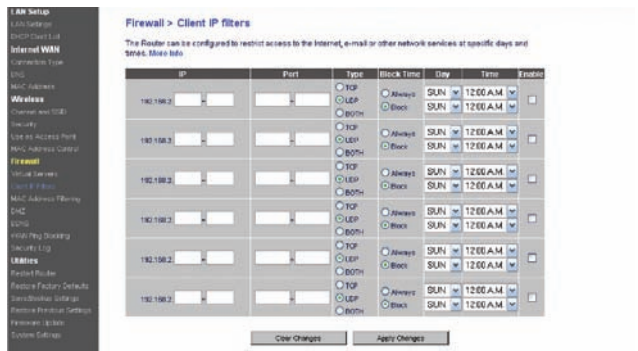 LAN Setup
LAN Settings
DHCP Client List
Internet WAN
Connection Type
DNS
MAC Address
Wireless
Channel and SSID
Security
Use as Access Point
MAC Address Control
Firewall
Virtual Servers
Client IP Filters
MAC Address Filtering
DMZ
DDNS
WAN Ping Blocking
Security Log
Utilities
Restart Router
Restore Factory Defaults
Save/Backup Settings
Restore Previous Settings
Firmware Update
System Settings
Firewall > Client IP filters
The Router can be configured to restrict access to the Internet, e-mail or other network services at specific days and
times. More Info
IP Port Type Block Time Day Time Enable
192.168.2. - - TCP UDP BOTH Always Block SUN 12:00 A.M. SUN 12:00 A.M.
192.168.2. - - TCP UDP BOTH Always Block SUN 12:00 A.M. SUN 12:00 A.M.
192.168.2. - - TCP UDP BOTH Always Block SUN 12:00 A.M. SUN 12:00 A.M.
192.168.2. - - TCP UDP BOTH Always Block SUN 12:00 A.M. SUN 12:00 A.M.
192.168.2. - - TCP UDP BOTH Always Block SUN 12:00 A.M. SUN 12:00 A.M.
192.168.2. - - TCP UDP BOTH Always Block SUN 12:00 A.M. SUN 12:00 A.M.
Clear Changes Apply Changes